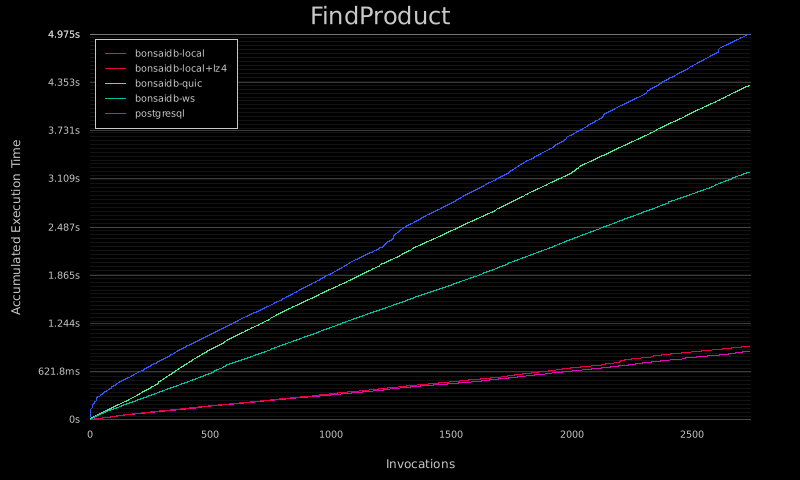 FindProduct
4.975s
4.353s
3.731s
3.109s
2.487s
1.865s
1.244s
621.8ms
0s
Accumulated Execution Time
bonsaidb-local
bonsaidb-local+lz4
bonsaidb-quic
bonsaidb-ws
postgresql
0
500
1000
1500
2000
2500
Invocations